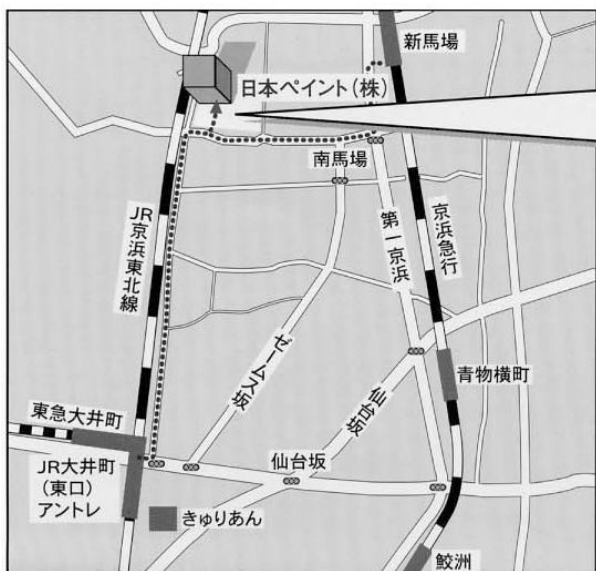 新馬場
日本ペイント(株)
南馬場
JR京浜東北線
第一京浜
京浜急行
ゼームス坂
仙台坂
青物横町
東急大井町
仙台坂
JR大井町
(東口)
アントレ
きゅりあん
鮫洲